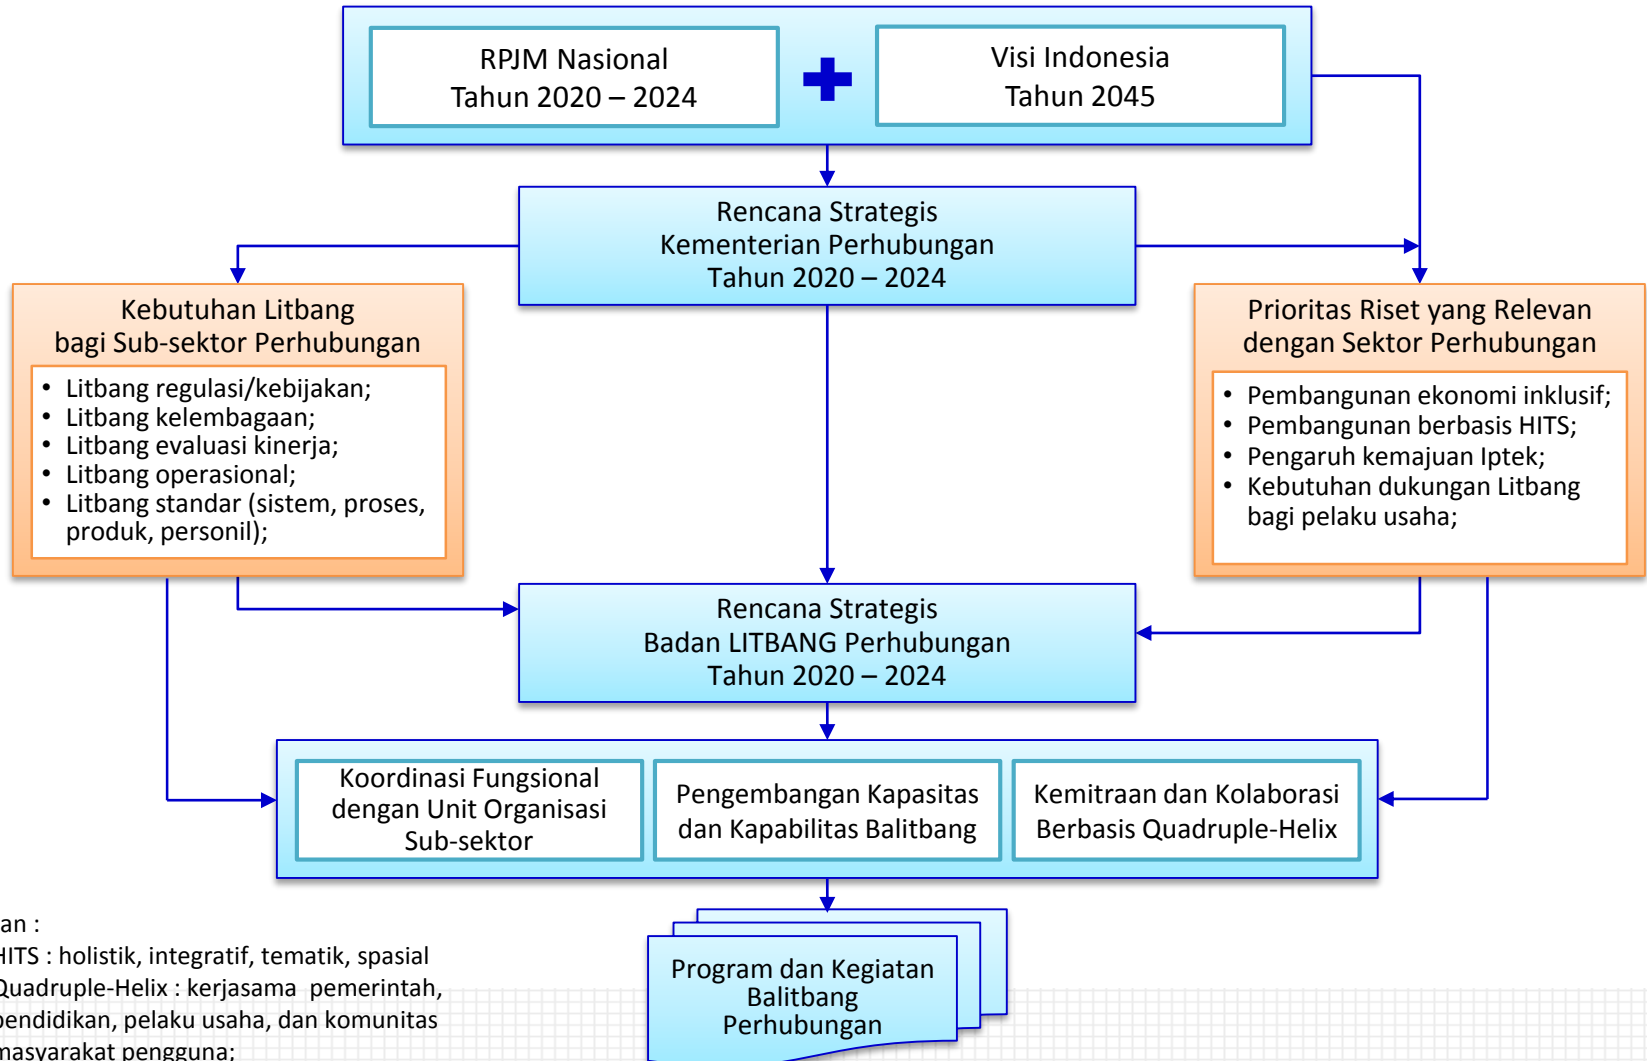 RPJM Nasional
Tahun 2020 – 2024
Visi Indonesia
Tahun 2045
Rencana Strategis
Kementerian Perhubungan
Tahun 2020 – 2024
Kebutuhan Litbang
bagi Sub-sektor Perhubungan
• Litbang regulasi/kebijakan;
• Litbang kelembagaan;
• Litbang evaluasi kinerja;
• Litbang operasional;
• Litbang standar (sistem, proses,
produk, personil);
Prioritas Riset yang Relevan
dengan Sektor Perhubungan
• Pembangunan ekonomi inklusif;
• Pembangunan berbasis HITS;
• Pengaruh kemajuan Iptek;
• Kebutuhan dukungan Litbang
bagi pelaku usaha;
Rencana Strategis
Badan LITBANG Perhubungan
Tahun 2020 – 2024
Koordinasi Fungsional
dengan Unit Organisasi
Sub-sektor
Pengembangan Kapasitas
dan Kapabilitas Balitbang
Kemitraan dan Kolaborasi
Berbasis Quadruple-Helix
Program dan Kegiatan
Balitbang
Perhubungan
an :
HITS : holistik, integratif, tematik, spasial
Quadruple-Helix : kerjasama pemerintah,
pendidikan, pelaku usaha, dan komunitas
masyarakat pengguna;